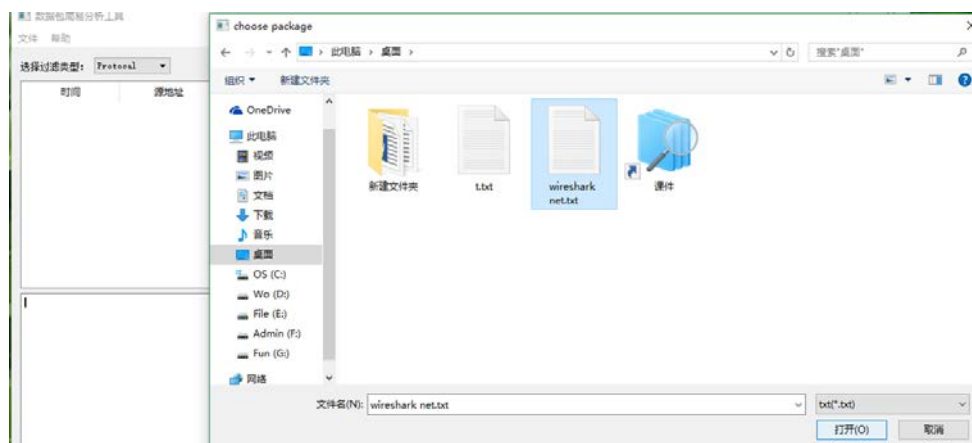 数据包简易分析工具
文件 帮助
选择过滤类型: Protocal
时间 源地址
choose package
此电脑 › 桌面 ›
搜索"桌面"
组织 新建文件夹
OneDrive
此电脑
视频
图片
文档
下载
音乐
桌面
OS (C:)
Wo (D:)
File (E:)
Admin (F:)
Fun (G:)
网络
新建文件夹
t.txt
wireshark
net.txt
课件
文件名(N): wireshark net.txt
txt(*.txt)
打开(O)
取消